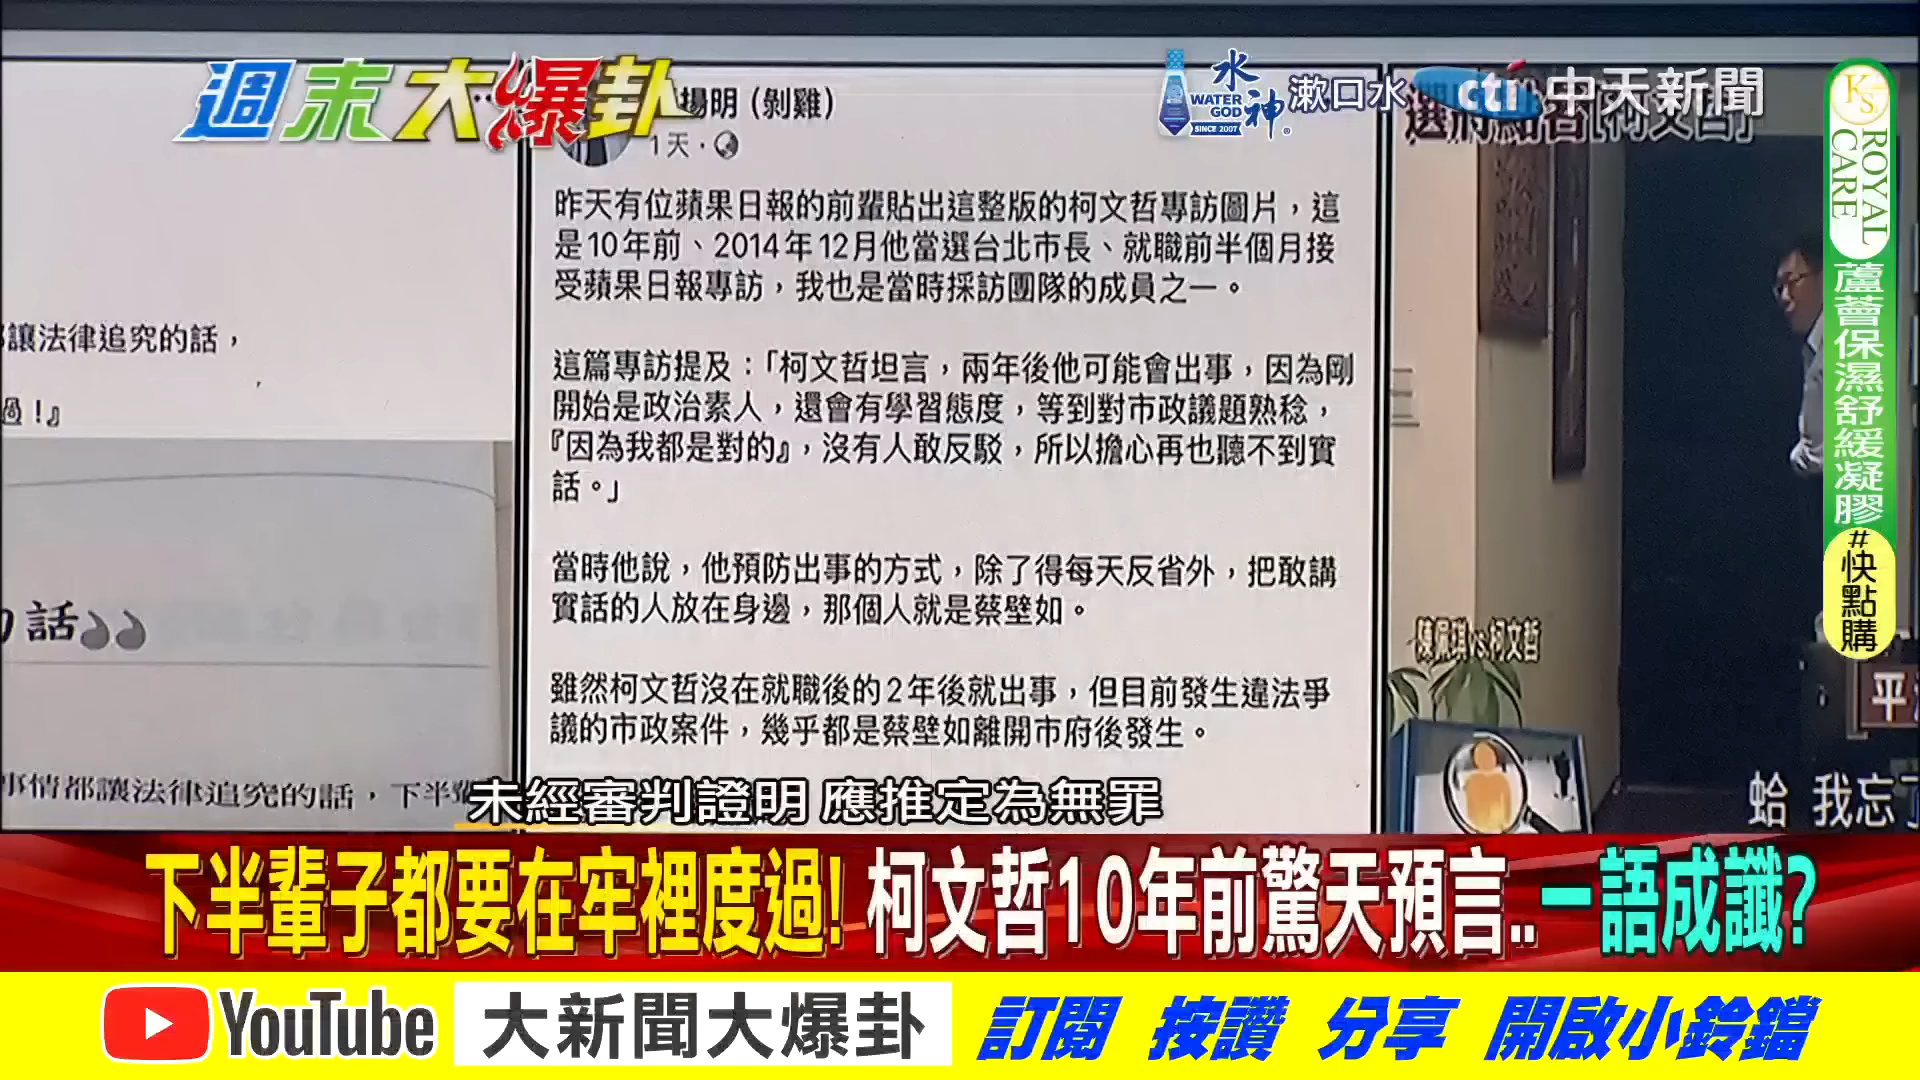 週末大爆卦
水神
WATER GOD
SINCE 2007
漱口水
cti 中天新聞
KS
ROYAL CARE
蘆薈保濕舒緩凝膠
#快點購
揚明 (剝雞)
1天・
昨天有位蘋果日報的前輩貼出這整版的柯文哲專訪圖片，這
是10年前、2014年12月他當選台北市長、就職前半個月接
受蘋果日報專訪，我也是當時採訪團隊的成員之一。
這篇專訪提及：「柯文哲坦言，兩年後他可能會出事，因為剛
開始是政治素人，還會有學習態度，等到對市政議題熟稔，
『因為我都是對的』，沒有人敢反駁，所以擔心再也聽不到實
話。」
當時他說，他預防出事的方式，除了得每天反省外，把敢講
實話的人放在身邊，那個人就是蔡壁如。
雖然柯文哲沒在就職後的2年後就出事，但目前發生違法爭
議的市政案件，幾乎都是蔡壁如離開市府後發生。
讓法律追究的話，
過！』
話
事情都讓法律追究的話，下半輩
陳佩琪vs.柯文哲
平
蛤 我忘了
未經審判證明 應推定為無罪
下半輩子都要在牢裡度過! 柯文哲10年前驚天預言..一語成讖?
YouTube 大新聞大爆卦 訂閱 按讚 分享 開啟小鈴鐺